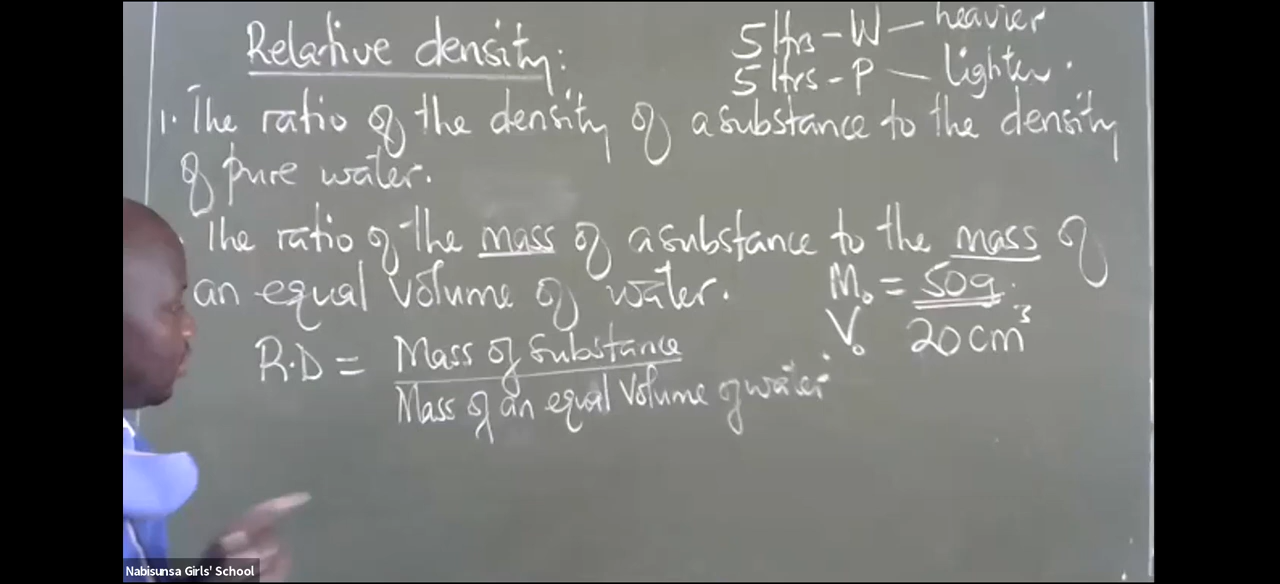 Relative density:
5 ltrs - W — heavier
5 ltrs - P — lighter.
1. The ratio of the density of a substance to the density
of pure water.
The ratio of the mass of a substance to the mass of
an equal volume of water.
M₀ = 50g.
V₀ 20cm³
R.D = Mass of Substance
Mass of an equal Volume of water
Nabisunsa Girls' School